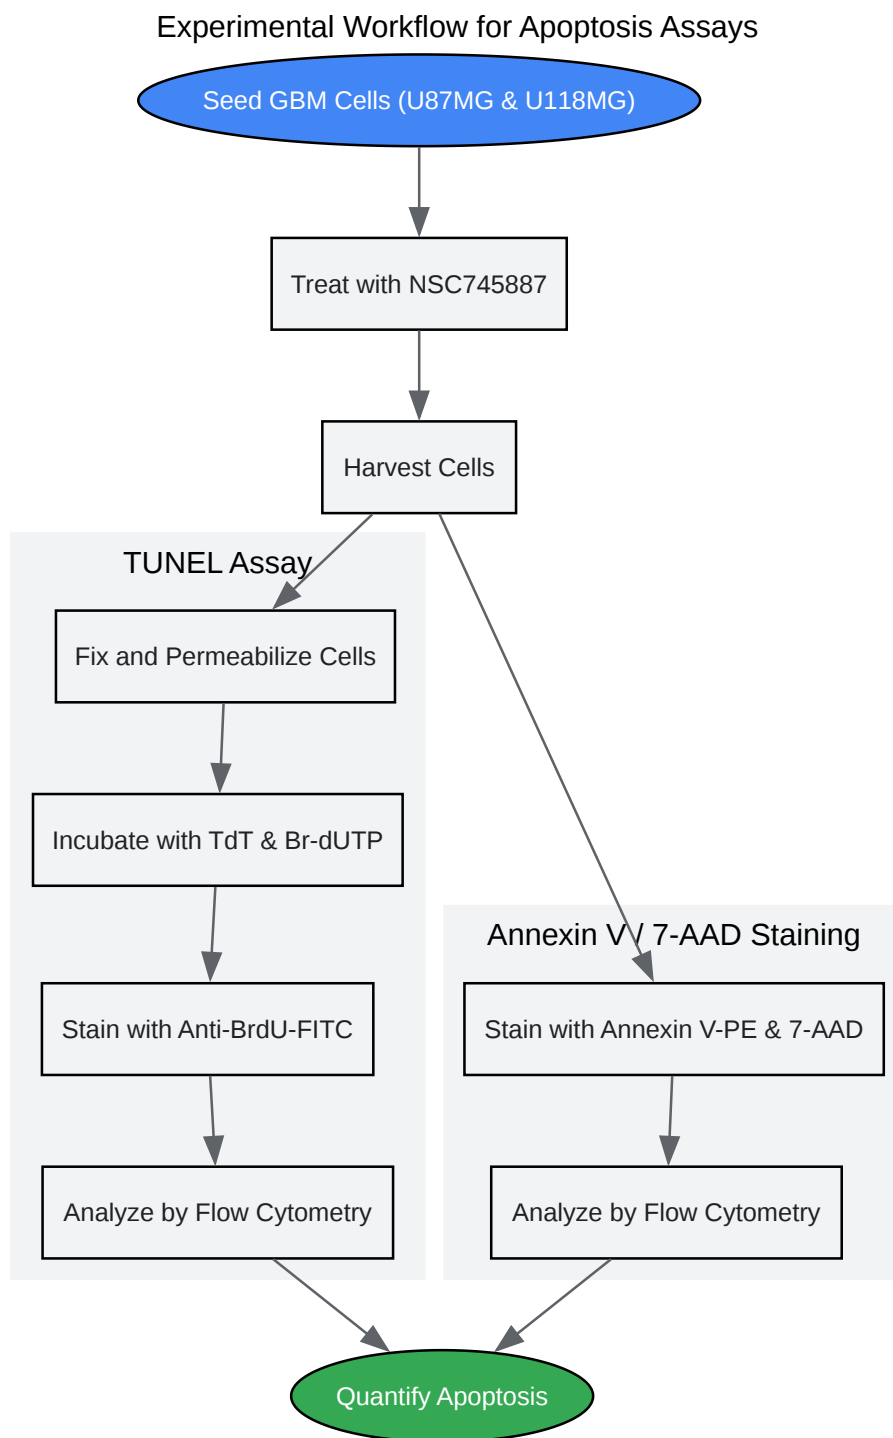 Experimental Workflow for Apoptosis Assays
Seed GBM Cells (U87MG & U118MG)
Treat with NSC745887
Harvest Cells
TUNEL Assay
Fix and Permeabilize Cells
Incubate with TdT & Br-dUTP
Stain with Anti-BrdU-FITC
Analyze by Flow Cytometry
Annexin V / 7-AAD Staining
Stain with Annexin V-PE & 7-AAD
Analyze by Flow Cytometry
Quantify Apoptosis